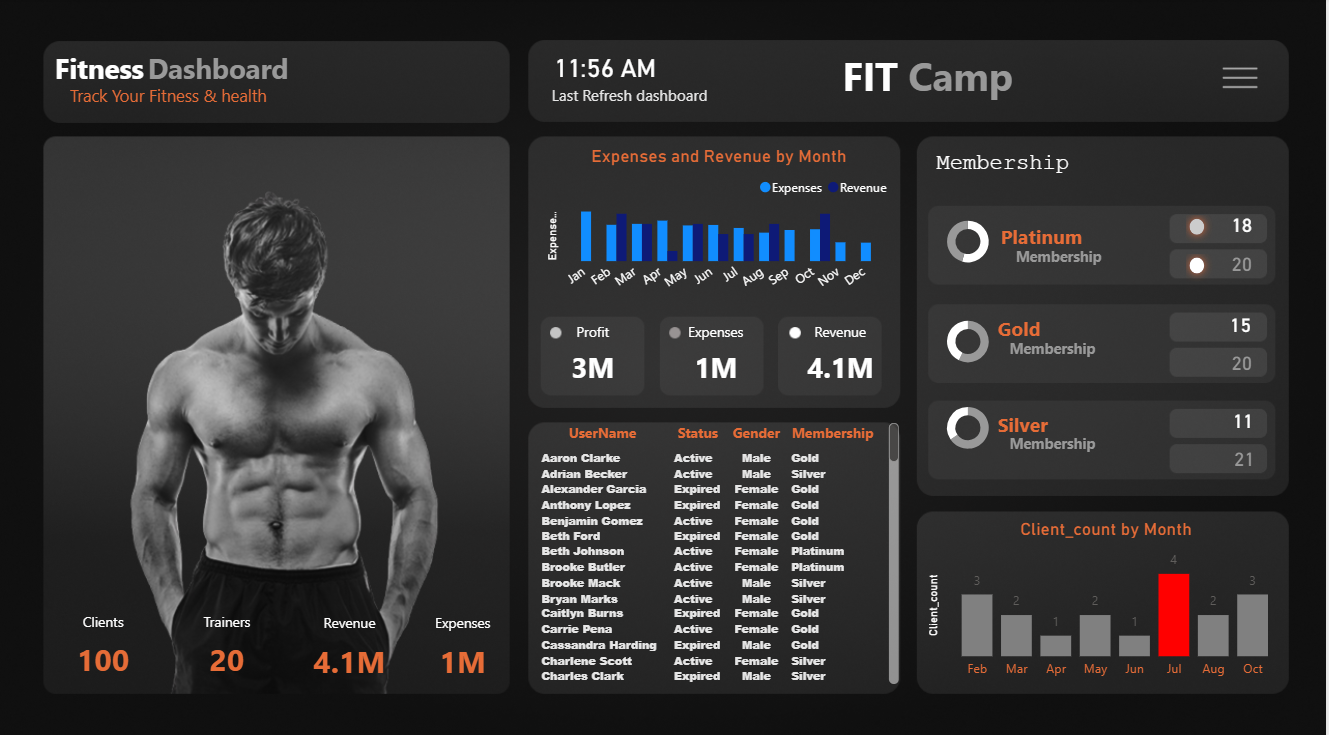 Fitness Dashboard
Track Your Fitness & health
11:56 AM
Last Refresh dashboard
FIT Camp
Clients
100
Trainers
20
Revenue
4.1M
Expenses
1M
Expenses and Revenue by Month
Expenses Revenue
Expense...
Jan Feb Mar Apr May Jun Jul Aug Sep Oct Nov Dec
Profit
3M
Expenses
1M
Revenue
4.1M
UserName Status Gender Membership
Aaron Clarke Active Male Gold
Adrian Becker Active Male Silver
Alexander Garcia Expired Female Gold
Anthony Lopez Expired Female Gold
Benjamin Gomez Active Female Gold
Beth Ford Expired Female Gold
Beth Johnson Active Female Platinum
Brooke Butler Active Female Platinum
Brooke Mack Active Male Silver
Bryan Marks Active Male Silver
Caitlyn Burns Expired Female Gold
Carrie Pena Active Female Gold
Cassandra Harding Expired Male Gold
Charlene Scott Active Female Silver
Charles Clark Expired Male Silver
Membership
Platinum
Membership
18
20
Gold
Membership
15
20
Silver
Membership
11
21
Client_count by Month
Client_count
3 2 1 2 1 4 2 3
Feb Mar Apr May Jun Jul Aug Oct